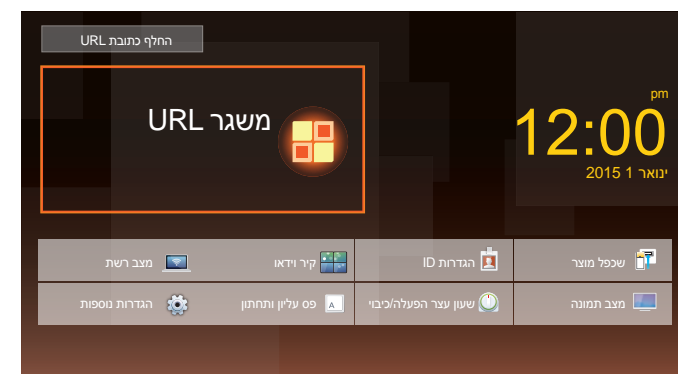 החלף כתובת URL
משגר URL
pm
12:00
ינואר 1 2015
שכפל מוצר
הגדרות ID
קיר וידאו
מצב רשת
מצב תמונה
שעון עצר הפעלה/כיבוי
פס עליון ותחתון
A
הגדרות נוספות